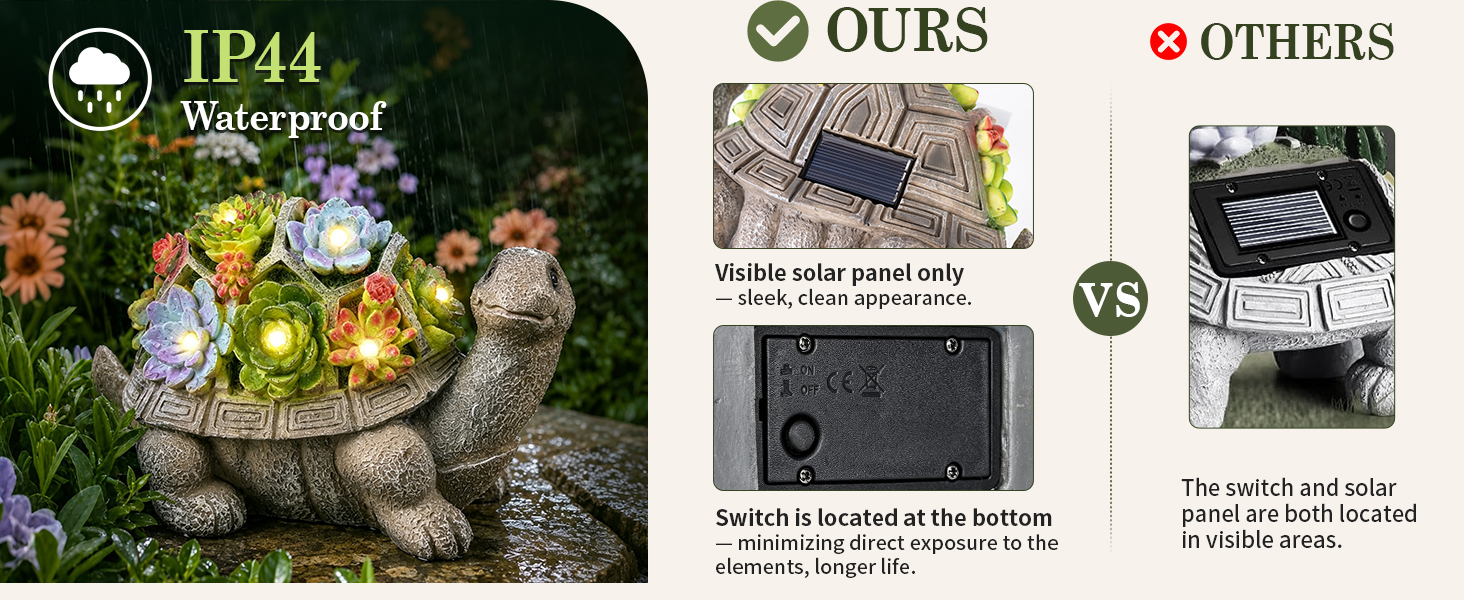 IP44
Waterproof
OURS
Visible solar panel only
— sleek, clean appearance.
ON
OFF
CE
Switch is located at the bottom
— minimizing direct exposure to the
elements, longer life.
VS
OTHERS
The switch and solar
panel are both located
in visible areas.